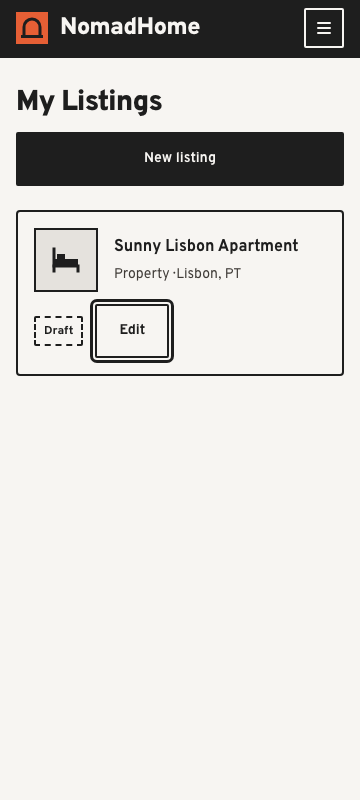 NomadHome
My Listings
New listing
Sunny Lisbon Apartment
Property ·Lisbon, PT
Draft
Edit